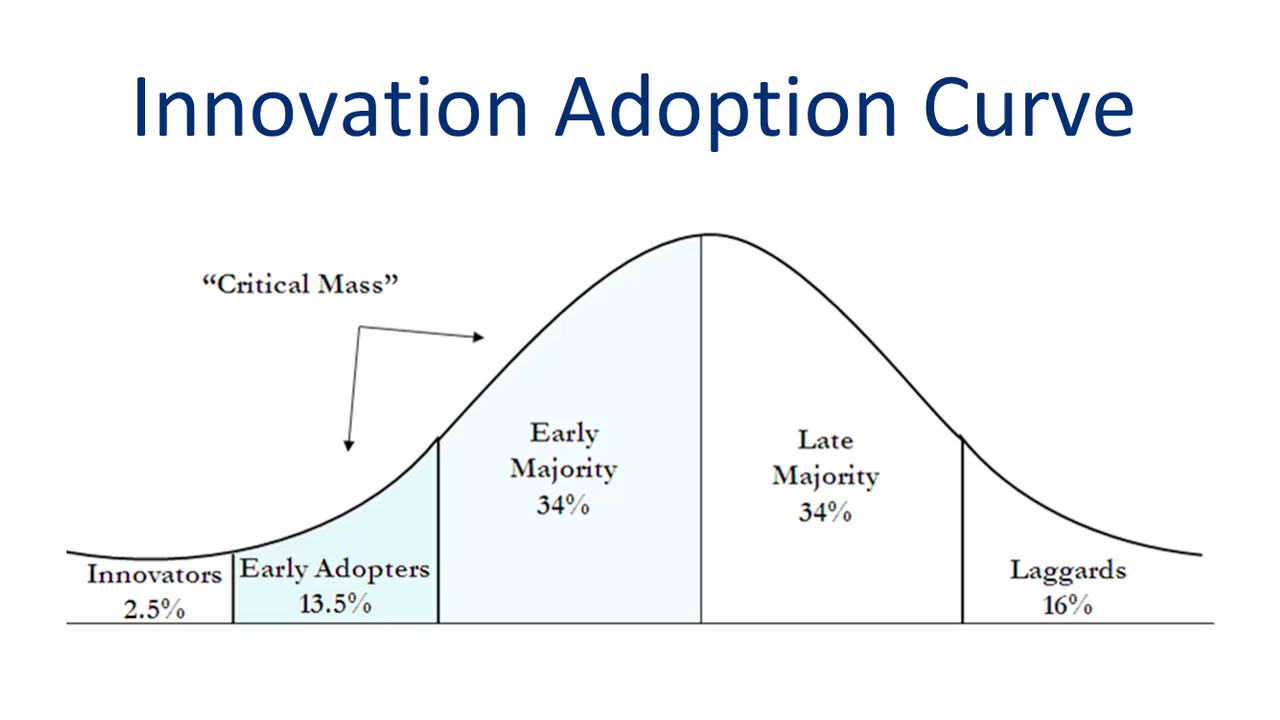 Innovation Adoption Curve
“Critical Mass”
Early
Majority
34%
Late
Majority
34%
Innovators
2.5%
Early Adopters
13.5%
Laggards
16%